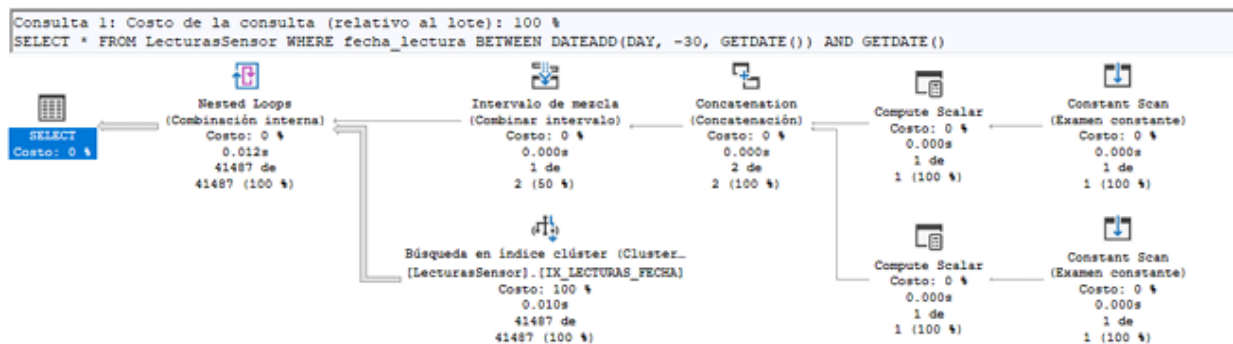 Consulta 1: Costo de la consulta (relativo al lote): 100 %
SELECT * FROM LecturasSensor WHERE fecha_lectura BETWEEN DATEADD(DAY, -30, GETDATE()) AND GETDATE()
SELECT
Costo: 0 %
Nested Loops
(Combinación interna)
Costo: 0 %
0.012s
41487 de
41487 (100 %)
Intervalo de mezcla
(Combinar intervalo)
Costo: 0 %
0.000s
1 de
2 (50 %)
Concatenation
(Concatenación)
Costo: 0 %
0.000s
2 de
2 (100 %)
Compute Scalar
Costo: 0 %
0.000s
1 de
1 (100 %)
Constant Scan
(Examen constante)
Costo: 0 %
0.000s
1 de
1 (100 %)
Búsqueda en índice clúster (Cluster…
[LecturasSensor].[IX_LECTURAS_FECHA]
Costo: 100 %
0.010s
41487 de
41487 (100 %)
Compute Scalar
Costo: 0 %
0.000s
1 de
1 (100 %)
Constant Scan
(Examen constante)
Costo: 0 %
0.000s
1 de
1 (100 %)